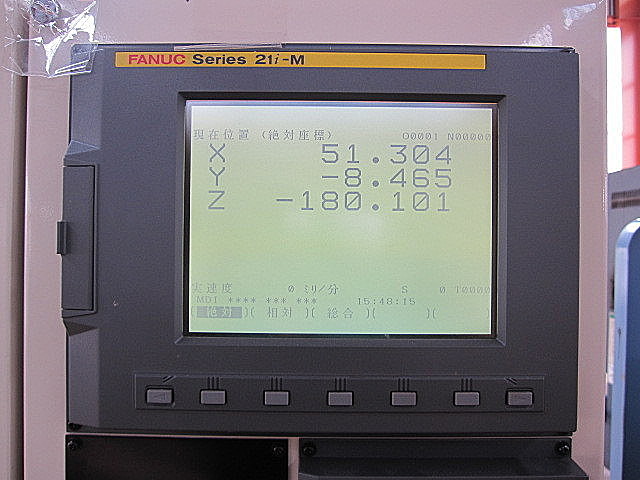 FANUC Series 21i-M
現在位置 (絶対座標) O0001 N00000
X 51.304
Y -8.465
Z -180.101
実速度 0 ミリ/分 S 0 T0000
MDI **** *** *** 15:48:15
( 絶対 )( 相対 )( 総合 )( )( )